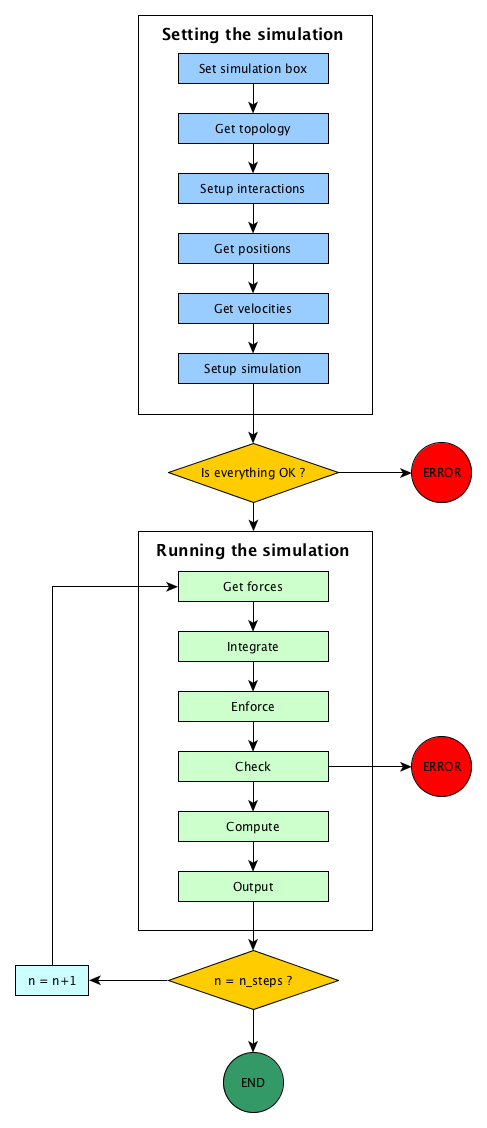 Setting the simulation
Set simulation box
Get topology
Setup interactions
Get positions
Get velocities
Setup simulation
Is everything OK ?
ERROR
Running the simulation
Get forces
Integrate
Enforce
Check
ERROR
Compute
Output
n = n+1
n = n_steps ?
END